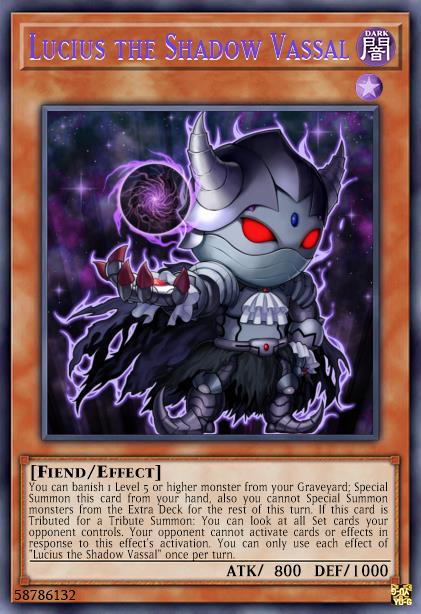 LUCIUS THE SHADOW VASSAL
DARK
闇
[FIEND/EFFECT]
You can banish 1 Level 5 or higher monster from your Graveyard; Special
Summon this card from your hand, also you cannot Special Summon
monsters from the Extra Deck for the rest of this turn. If this card is
Tributed for a Tribute Summon: You can look at all Set cards your
opponent controls. Your opponent cannot activate cards or effects in
response to this effect's activation. You can only use each effect of
"Lucius the Shadow Vassal" once per turn.
ATK/ 800 DEF/1000
58786132